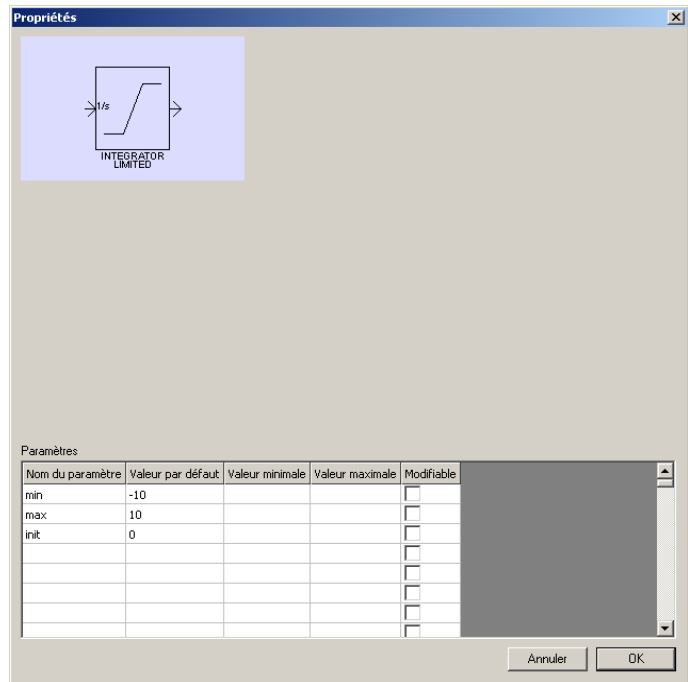 Propriétés
1/s
INTEGRATOR
LIMITED
Paramètres
Nom du paramètre Valeur par défaut Valeur minimale Valeur maximale Modifiable
min -10
max 10
init 0
Annuler OK